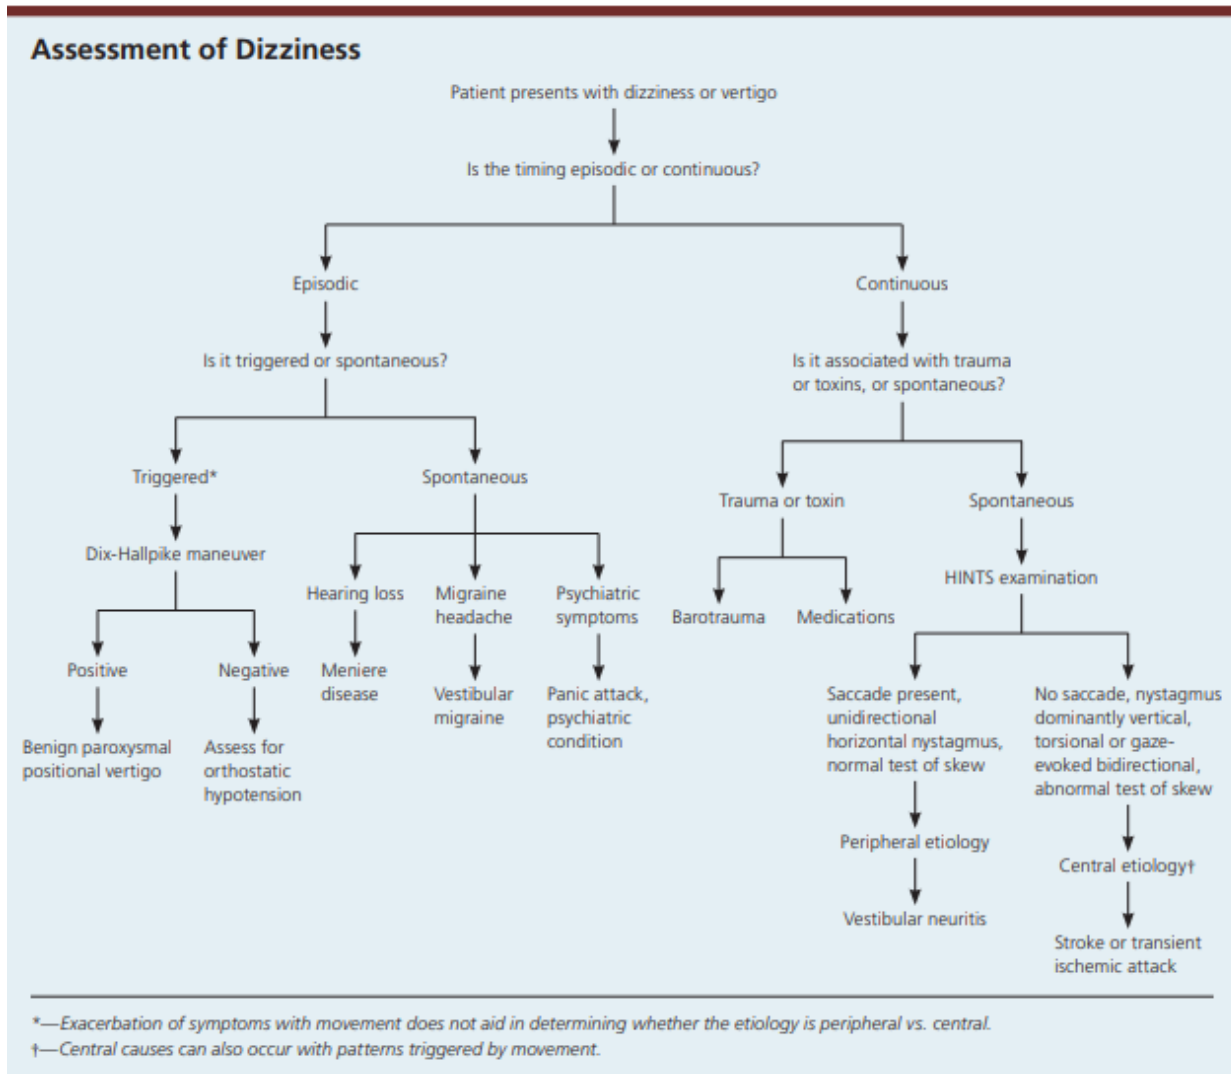 Assessment of Dizziness
Patient presents with dizziness or vertigo
Is the timing episodic or continuous?
Episodic
Continuous
Is it triggered or spontaneous?
Is it associated with trauma
or toxins, or spontaneous?
Triggered*
Spontaneous
Trauma or toxin
Spontaneous
Dix-Hallpike maneuver
HINTS examination
Hearing loss
Migraine
headache
Psychiatric
symptoms
Barotrauma
Medications
Positive
Negative
Meniere
disease
Vestibular
migraine
Panic attack,
psychiatric
condition
Saccade present,
unidirectional
horizontal nystagmus,
normal test of skew
No saccade, nystagmus
dominantly vertical,
torsional or gaze-
evoked bidirectional,
abnormal test of skew
Benign paroxysmal
positional vertigo
Assess for
orthostatic
hypotension
Peripheral etiology
Central etiology†
Vestibular neuritis
Stroke or transient
ischemic attack
*—Exacerbation of symptoms with movement does not aid in determining whether the etiology is peripheral vs. central.
†—Central causes can also occur with patterns triggered by movement.